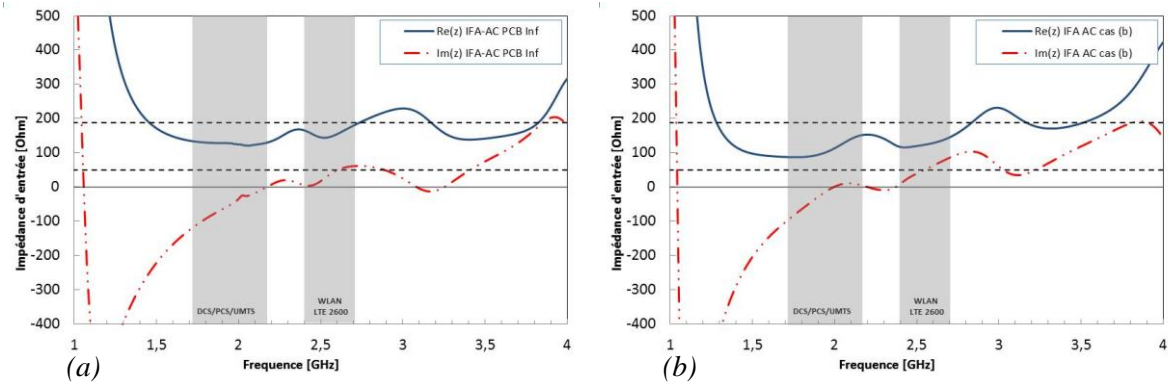 500
400
300
200
100
0
-100
-200
-300
-400
Impédance d'entrée [Ohm]
Re(z) IFA-AC PCB Inf
Im(z) IFA-AC PCB Inf
DCS/PCS/UMTS
WLAN
LTE 2600
1
1,5
2
2,5
3
3,5
4
Frequence [GHz]
(a)
500
400
300
200
100
0
-100
-200
-300
-400
Impédance d'entrée [Ohm]
Re(z) IFA AC cas (b)
Im(z) IFA AC cas (b)
DCS/PCS/UMTS
WLAN
LTE 2600
1
1,5
2
2,5
3
3,5
4
Frequence [GHz]
(b)